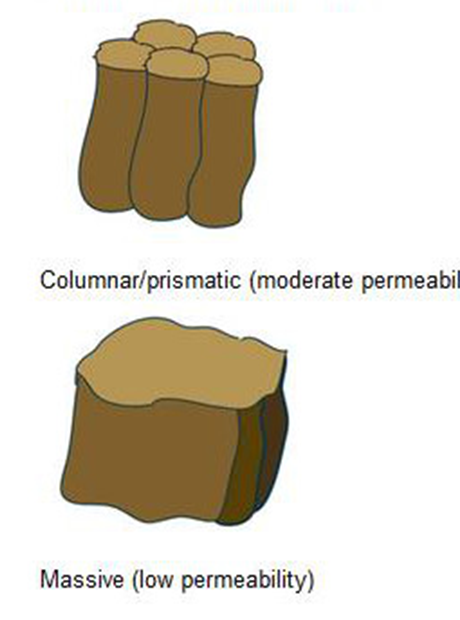 Columnar/prismatic (moderate permeabil
Massive (low permeability)